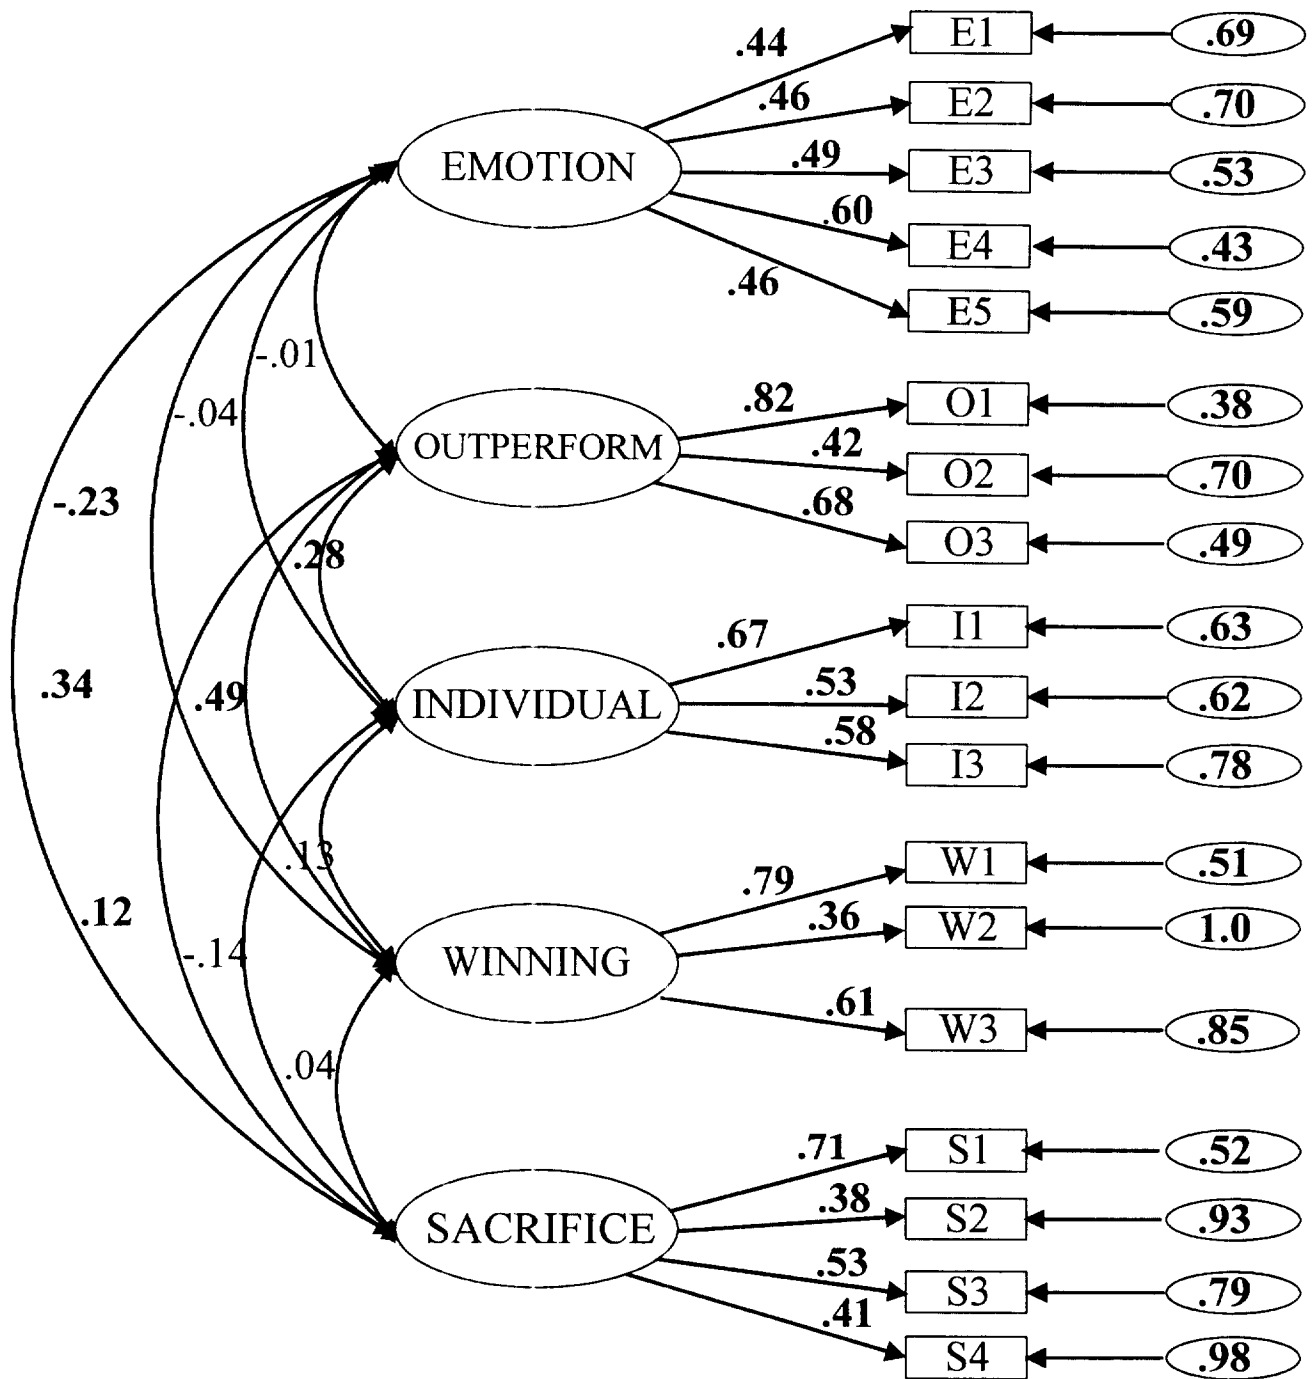 .44
E1
.69
.46
E2
.70
EMOTION
.49
E3
.53
.60
E4
.43
.46
E5
.59
-.01
-.04
-.23
.34
.12
.82
O1
.38
OUTPERFORM
.42
O2
.70
.68
O3
.49
.28
.49
.67
I1
.63
INDIVIDUAL
.53
I2
.62
.58
I3
.78
.13
-.14
.79
W1
.51
WINNING
.36
W2
1.0
.61
W3
.85
.04
.71
S1
.52
SACRIFICE
.38
S2
.93
.53
S3
.79
.41
S4
.98